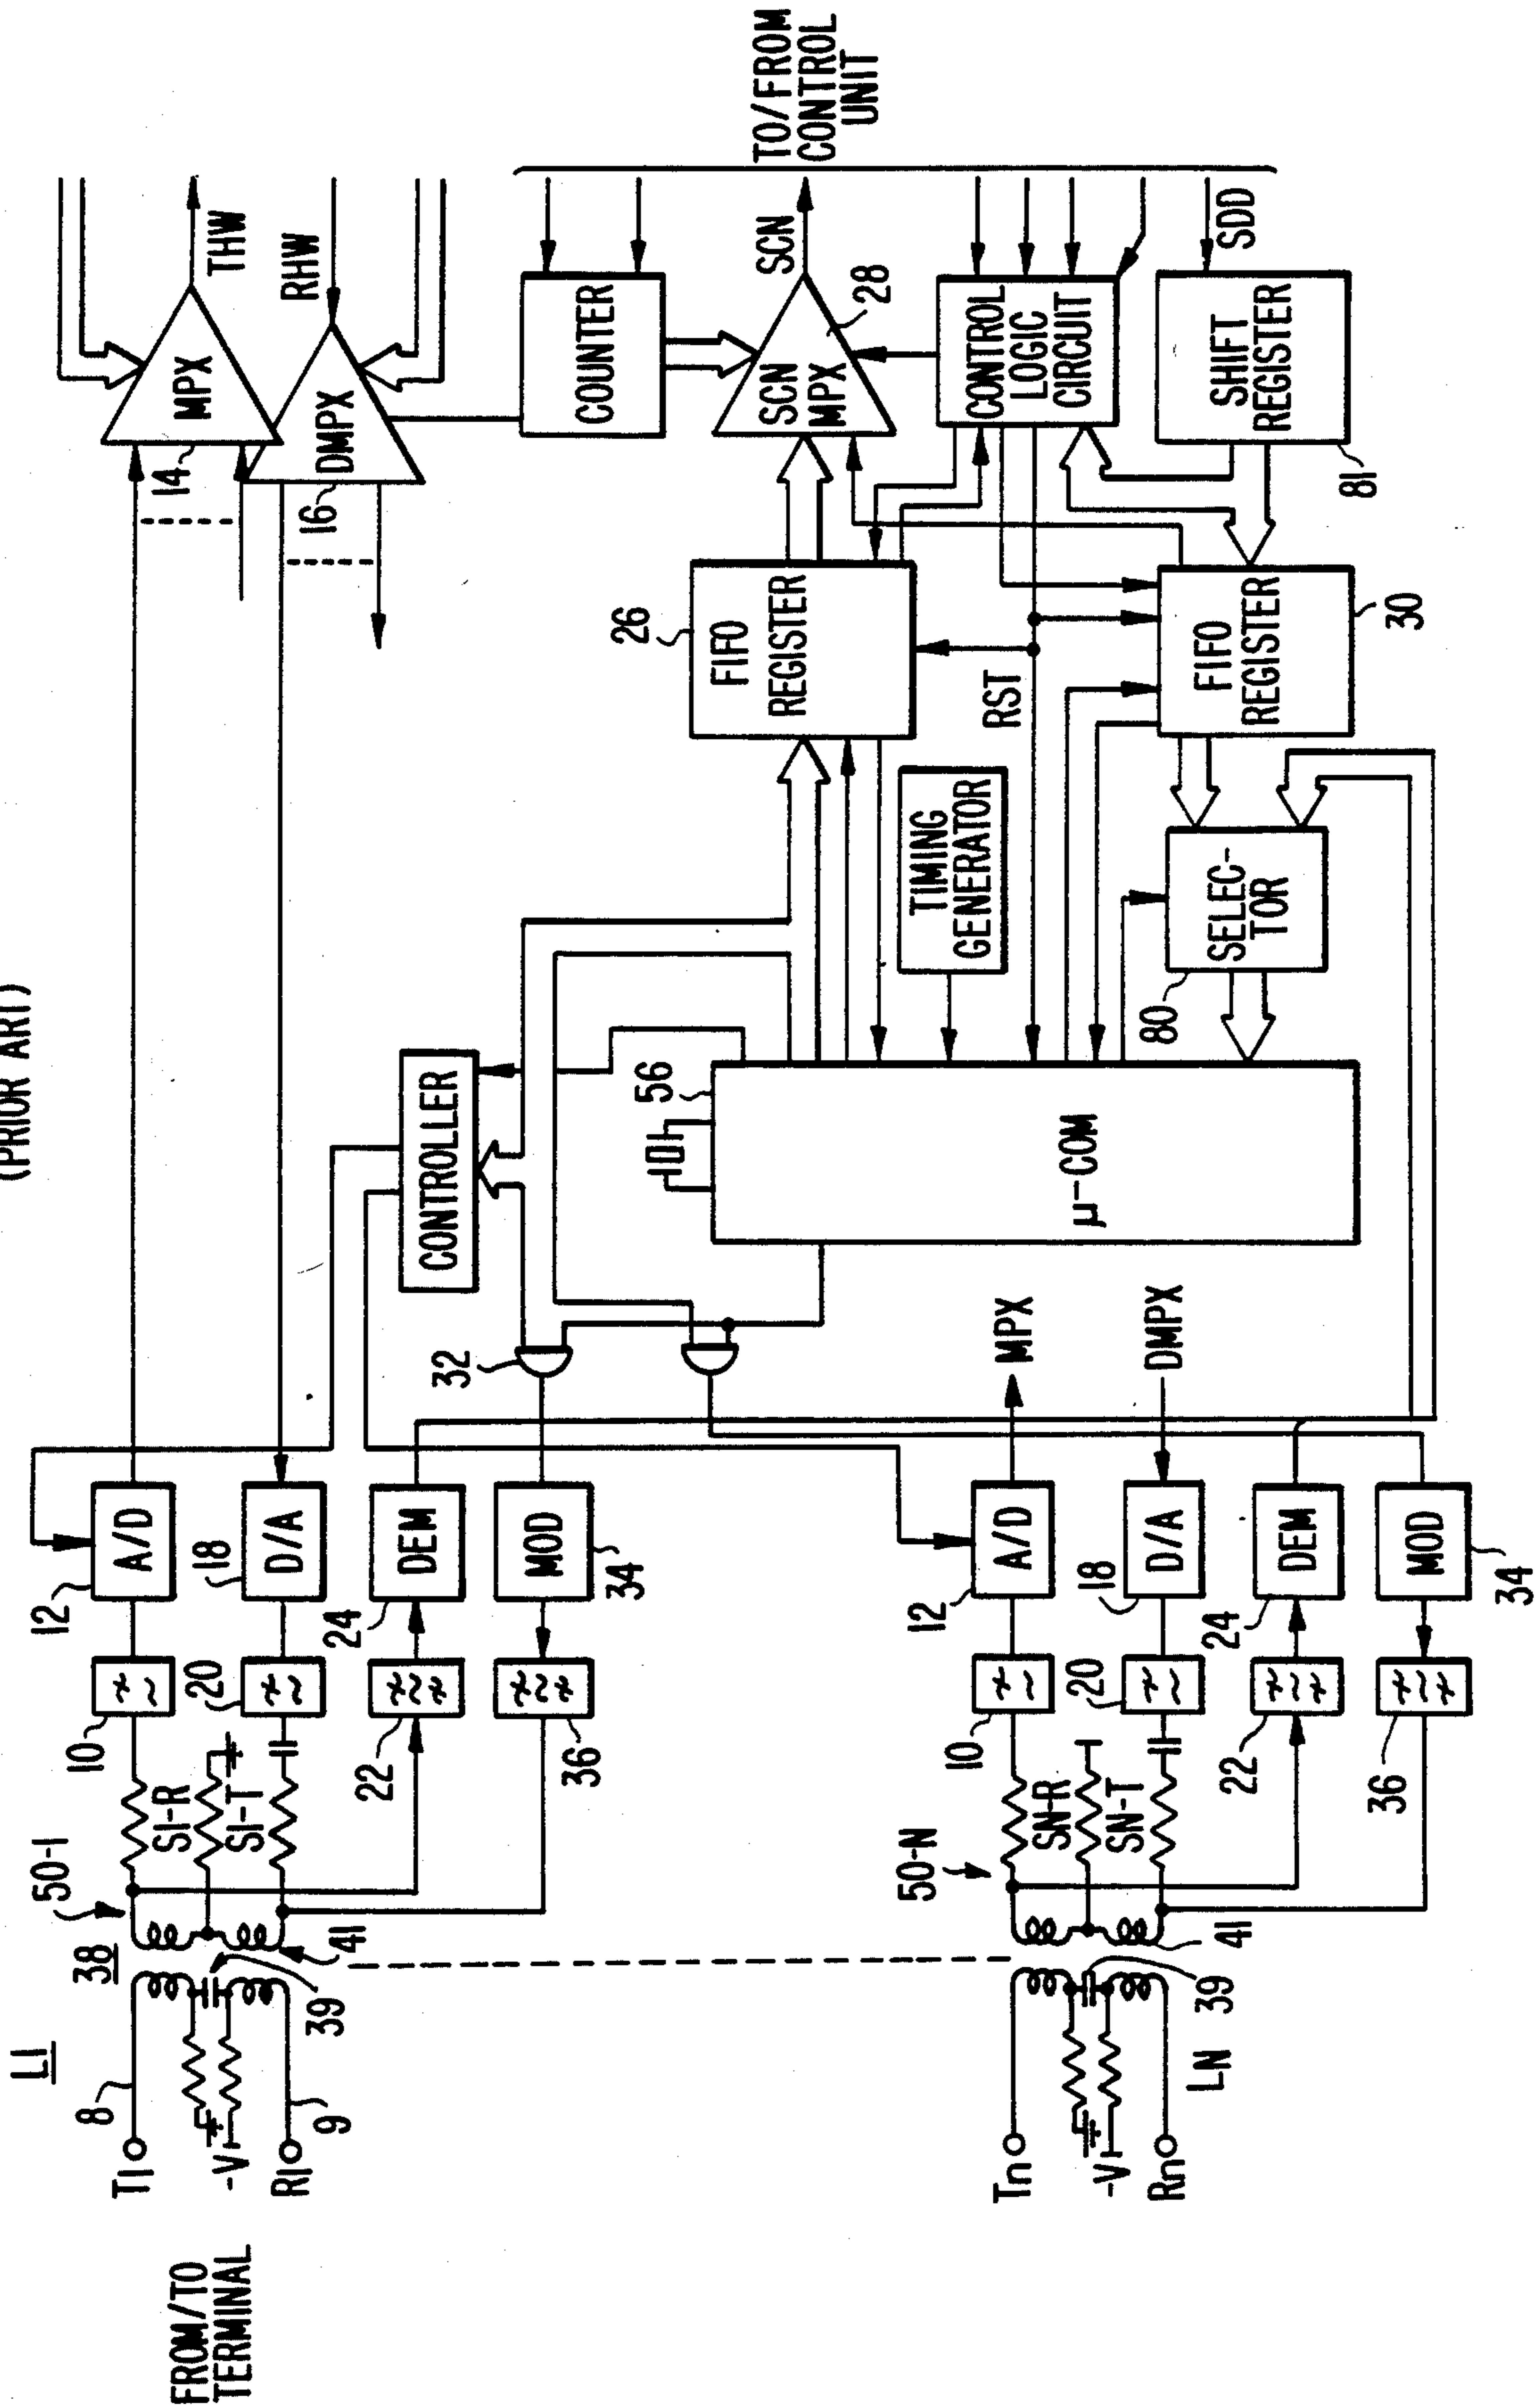 (PRIOR ART)
FROM/TO
TERMINAL
L1
T1
8
-V
R1
9
38
39
41
50-1
S1-R
S1-T
10
12
A/D
20
18
D/A
22
24
DEM
36
34
MOD
14
MPX
THW
16
DMPX
RHW
CONTROLLER
32
COUNTER
SCN
MPX
28
SCN
TO/FROM
CONTROL
UNIT
26
FIFO
REGISTER
CONTROL
LOGIC
CIRCUIT
56
μ-COM
TIMING
GENERATOR
RST
80
SELEC-
TOR
FIFO
REGISTER
30
SHIFT
REGISTER
81
SDD
Tn
-V
Rn
LN
39
41
50-N
SN-R
SN-T
10
12
A/D
MPX
20
18
D/A
DMPX
22
24
DEM
36
34
MOD